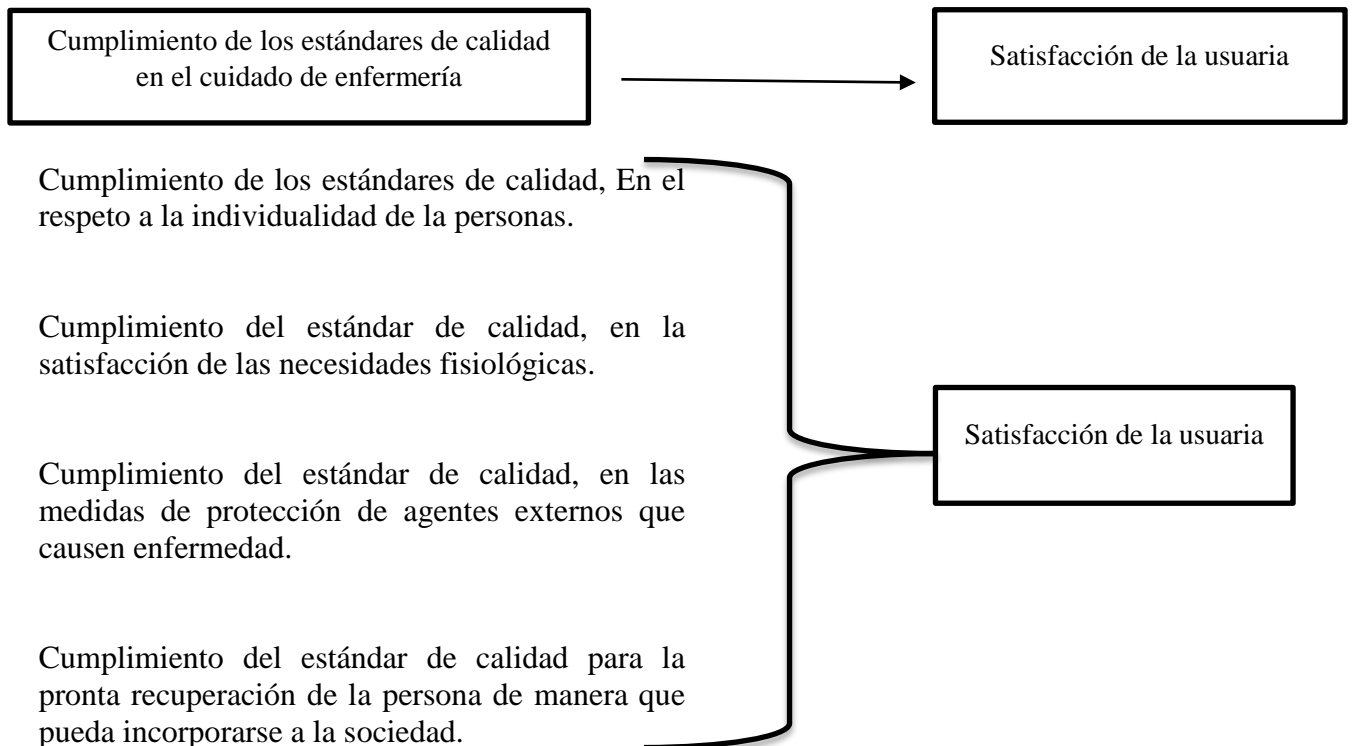 Cumplimiento de los estándares de calidad
en el cuidado de enfermería
Satisfacción de la usuaria
Cumplimiento de los estándares de calidad, En el
respeto a la individualidad de la personas.
Cumplimiento del estándar de calidad, en la
satisfacción de las necesidades fisiológicas.
Cumplimiento del estándar de calidad, en las
medidas de protección de agentes externos que
causen enfermedad.
Cumplimiento del estándar de calidad para la
pronta recuperación de la persona de manera que
pueda incorporarse a la sociedad.
Satisfacción de la usuaria